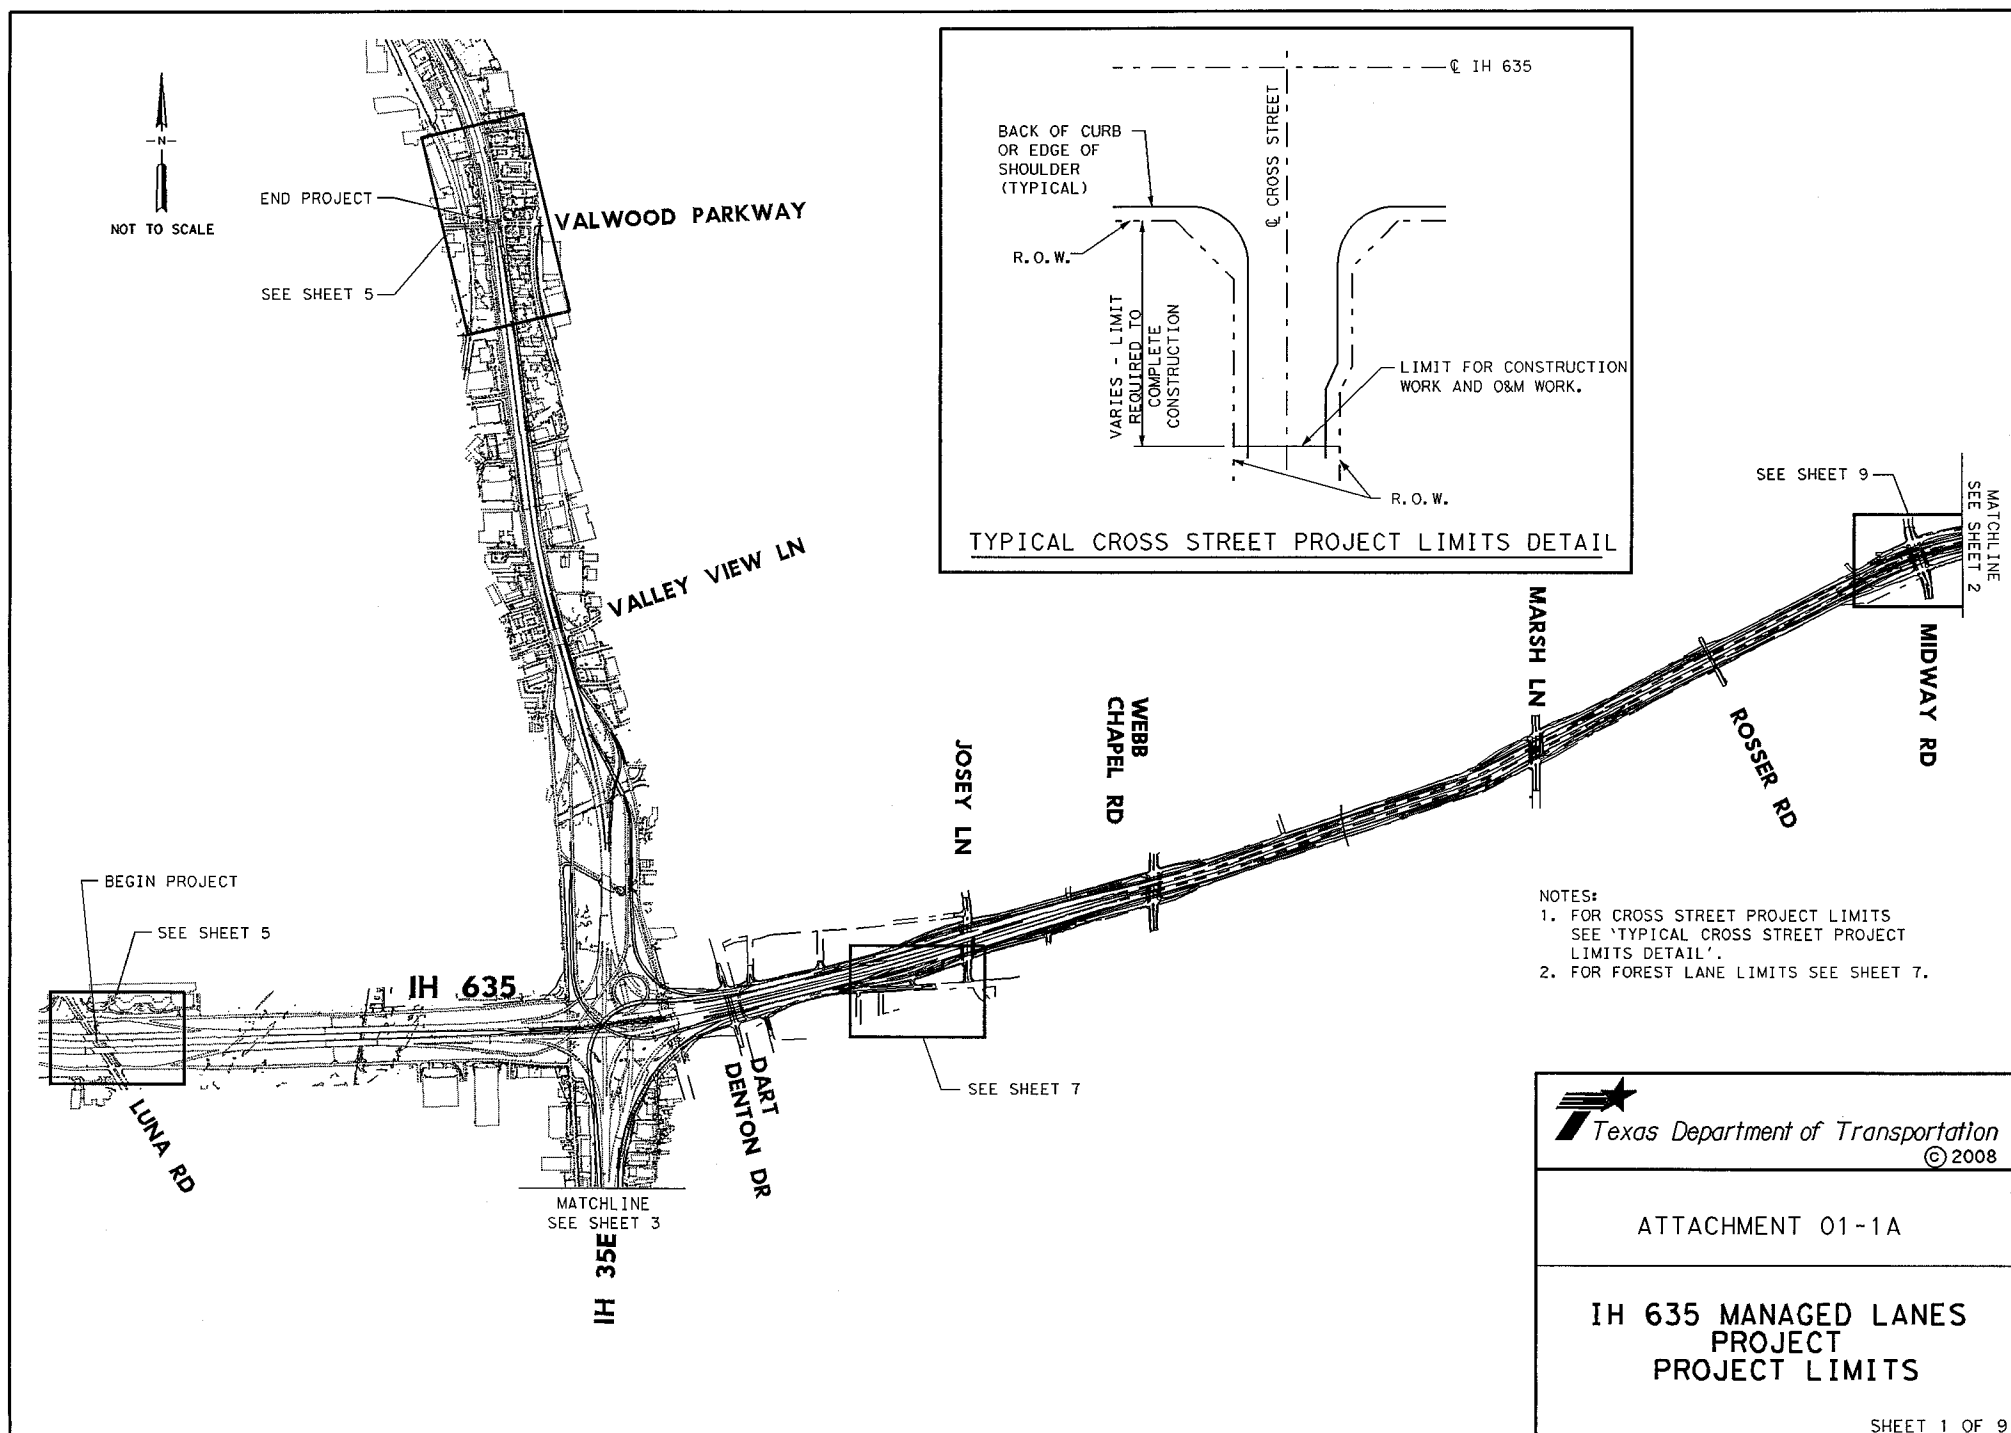 N
NOT TO SCALE
END PROJECT
SEE SHEET 5
VALWOOD PARKWAY
VALLEY VIEW LN
℄ IH 635
℄ CROSS STREET
BACK OF CURB
OR EDGE OF
SHOULDER
(TYPICAL)
R.O.W.
VARIES - LIMIT
REQUIRED TO
COMPLETE
CONSTRUCTION
LIMIT FOR CONSTRUCTION
WORK AND O&M WORK.
R.O.W.
TYPICAL CROSS STREET PROJECT LIMITS DETAIL
SEE SHEET 9
MATCHLINE
SEE SHEET 2
MIDWAY RD
ROSSER RD
MARSH LN
WEBB
CHAPEL RD
JOSEY LN
BEGIN PROJECT
SEE SHEET 5
IH 635
LUNA RD
DART
DENTON DR
SEE SHEET 7
MATCHLINE
SEE SHEET 3
IH 35E
NOTES:
1. FOR CROSS STREET PROJECT LIMITS
SEE 'TYPICAL CROSS STREET PROJECT
LIMITS DETAIL'.
2. FOR FOREST LANE LIMITS SEE SHEET 7.
Texas Department of Transportation
© 2008
ATTACHMENT 01-1A
IH 635 MANAGED LANES
PROJECT
PROJECT LIMITS
SHEET 1 OF 9